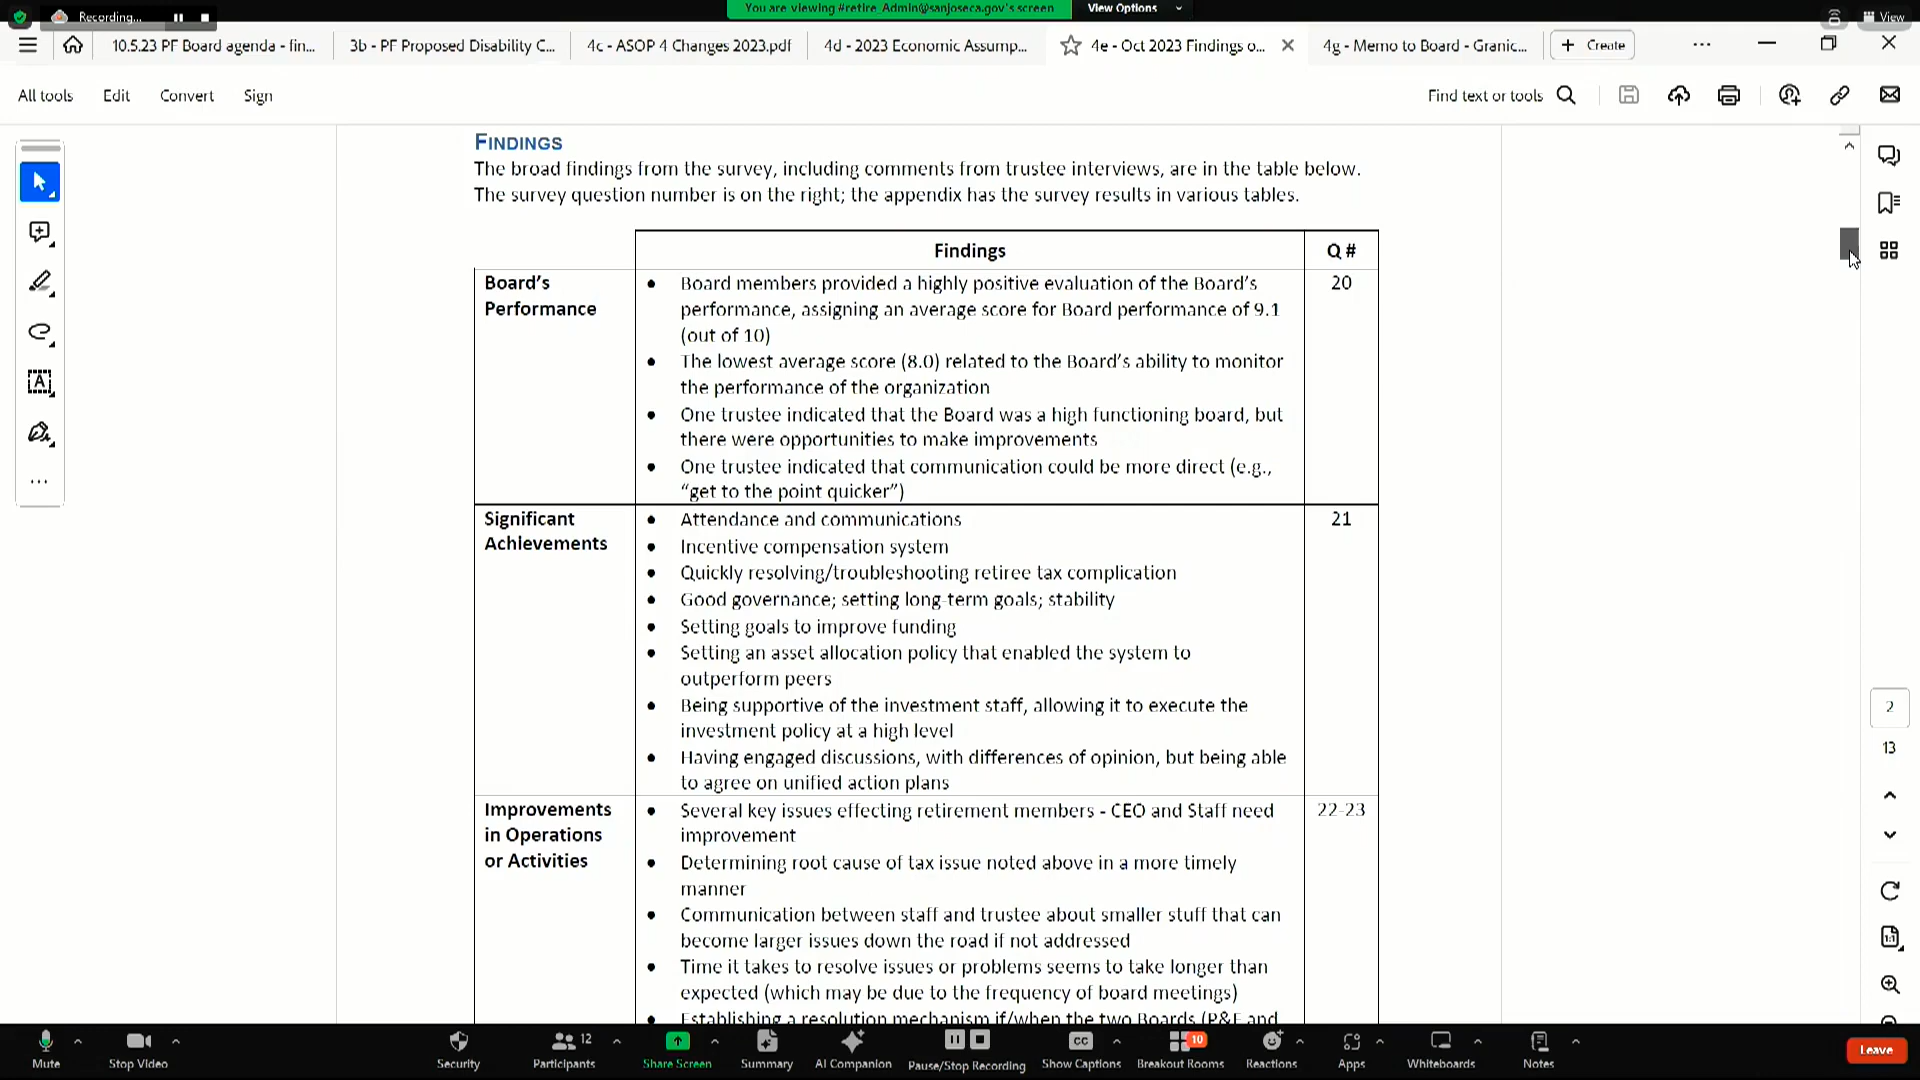 Recording...
You are viewing #retire_Admin@sanjoseca.gov's screen
View Options
View
10.5.23 PF Board agenda - fin...
3b - PF Proposed Disability C...
4c - ASOP 4 Changes 2023.pdf
4d - 2023 Economic Assump...
4e - Oct 2023 Findings o...
4g - Memo to Board - Granic...
Create
All tools
Edit
Convert
Sign
Find text or tools
FINDINGS
The broad findings from the survey, including comments from trustee interviews, are in the table below.
The survey question number is on the right; the appendix has the survey results in various tables.
Findings
Q #
Board's
Performance
• Board members provided a highly positive evaluation of the Board's
performance, assigning an average score for Board performance of 9.1
(out of 10)
• The lowest average score (8.0) related to the Board's ability to monitor
the performance of the organization
• One trustee indicated that the Board was a high functioning board, but
there were opportunities to make improvements
• One trustee indicated that communication could be more direct (e.g.,
“get to the point quicker”)
20
Significant
Achievements
• Attendance and communications
• Incentive compensation system
• Quickly resolving/troubleshooting retiree tax complication
• Good governance; setting long-term goals; stability
• Setting goals to improve funding
• Setting an asset allocation policy that enabled the system to
outperform peers
• Being supportive of the investment staff, allowing it to execute the
investment policy at a high level
• Having engaged discussions, with differences of opinion, but being able
to agree on unified action plans
21
Improvements
in Operations
or Activities
• Several key issues effecting retirement members - CEO and Staff need
improvement
• Determining root cause of tax issue noted above in a more timely
manner
• Communication between staff and trustee about smaller stuff that can
become larger issues down the road if not addressed
• Time it takes to resolve issues or problems seems to take longer than
expected (which may be due to the frequency of board meetings)
• Establishing a resolution mechanism if/when the two Boards (P&F and
22-23
2
13
Mute
Stop Video
Security
12
Participants
Share Screen
Summary
AI Companion
Pause/Stop Recording
CC
Show Captions
10
Breakout Rooms
Reactions
Apps
Whiteboards
Notes
Leave